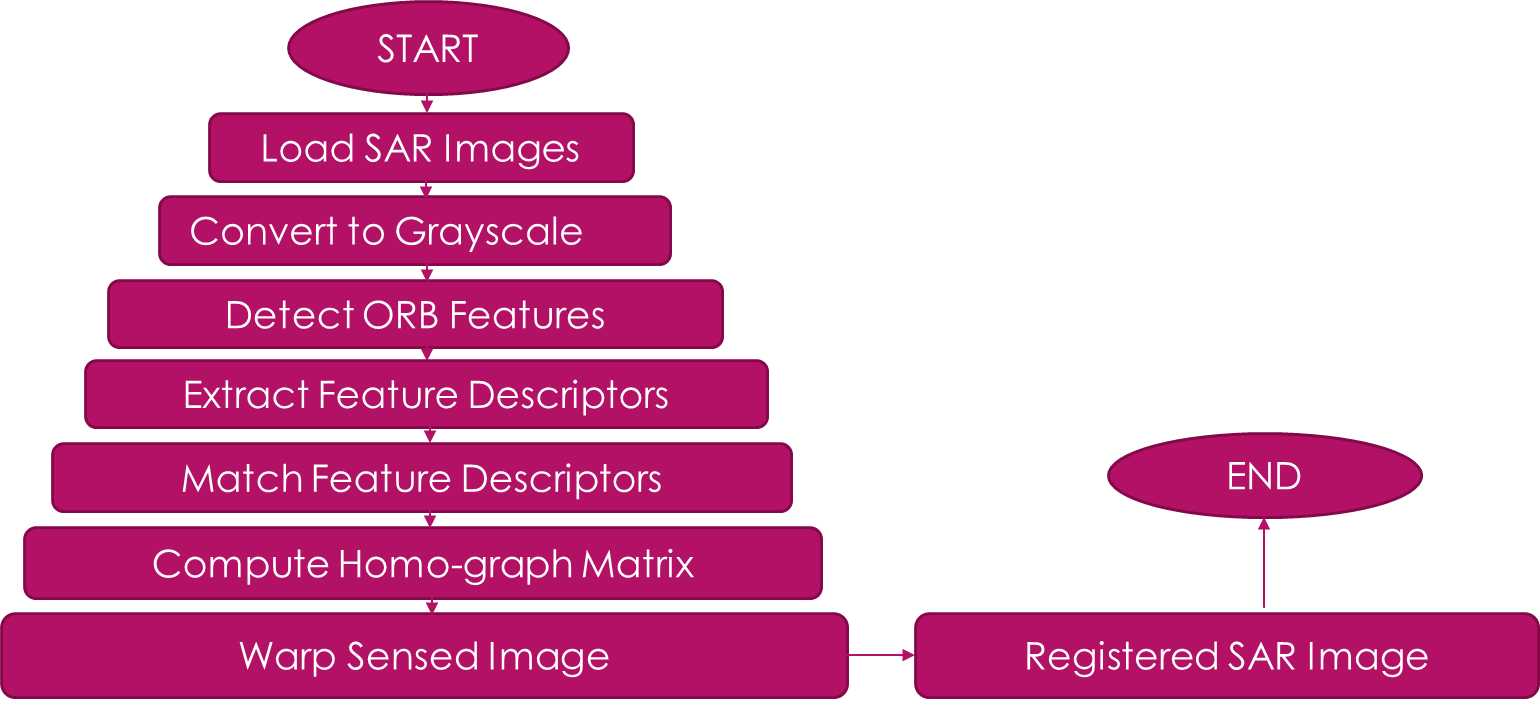 START
Load SAR Images
Convert to Grayscale
Detect ORB Features
Extract Feature Descriptors
Match Feature Descriptors
Compute Homo-graph Matrix
Warp Sensed Image
Registered SAR Image
END